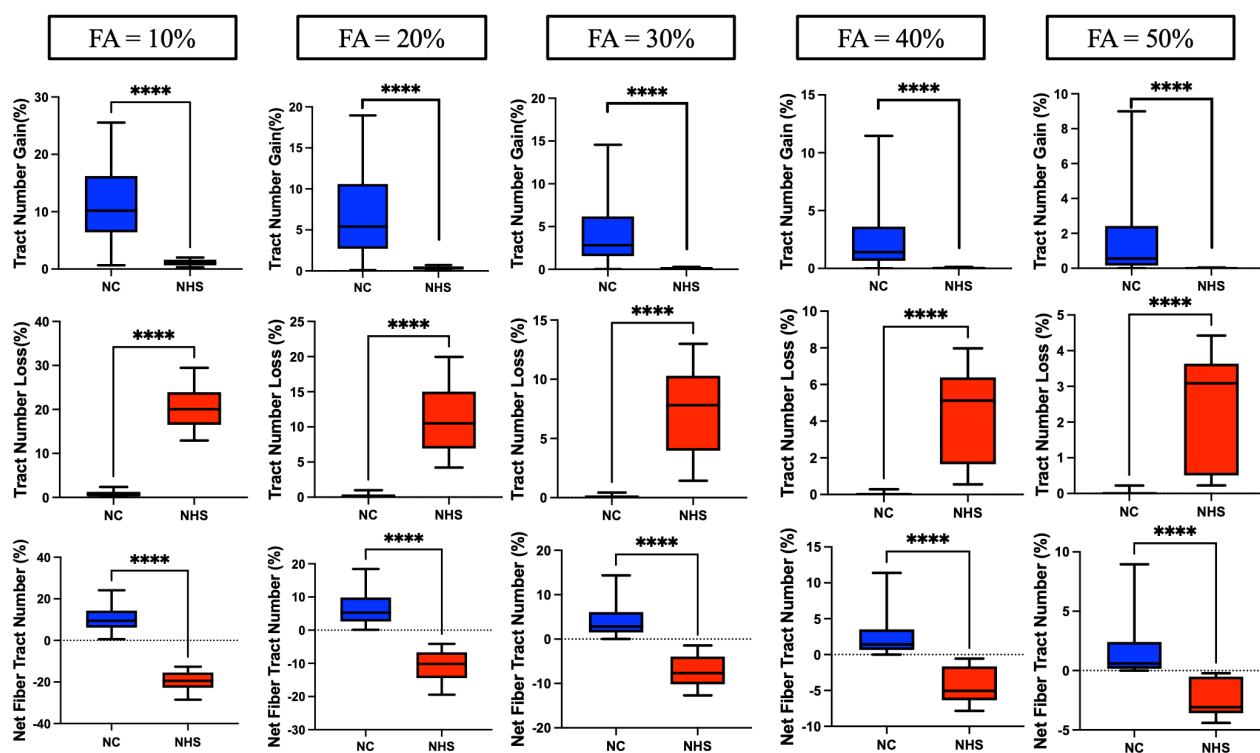 FA = 10%
FA = 20%
FA = 30%
FA = 40%
FA = 50%
Tract Number Gain(%)
30
20
10
0
****
NC
NHS
Tract Number Gain(%)
20
15
10
5
0
****
NC
NHS
Tract Number Gain(%)
20
15
10
5
0
****
NC
NHS
Tract Number Gain (%)
15
10
5
0
****
NC
NHS
Tract Number Gain (%)
10
8
6
4
2
0
****
NC
NHS
Tract Number Loss(%)
40
30
20
10
0
****
NC
NHS
Tract Number Loss (%)
25
20
15
10
5
0
****
NC
NHS
Tract Number Loss (%)
15
10
5
0
****
NC
NHS
Tract Number Loss (%)
10
8
6
4
2
0
****
NC
NHS
Tract Number Loss (%)
5
4
3
2
1
0
****
NC
NHS
Net Fiber Tract Number (%)
40
20
0
-20
-40
****
NC
NHS
Net Fiber Tract Number (%)
30
20
10
0
-10
-20
-30
****
NC
NHS
Net Fiber Tract Number (%)
20
10
0
-10
-20
****
NC
NHS
Net Fiber Tract Number (%)
15
10
5
0
-5
-10
****
NC
NHS
Net Fiber Tract Number (%)
10
5
0
-5
****
NC
NHS